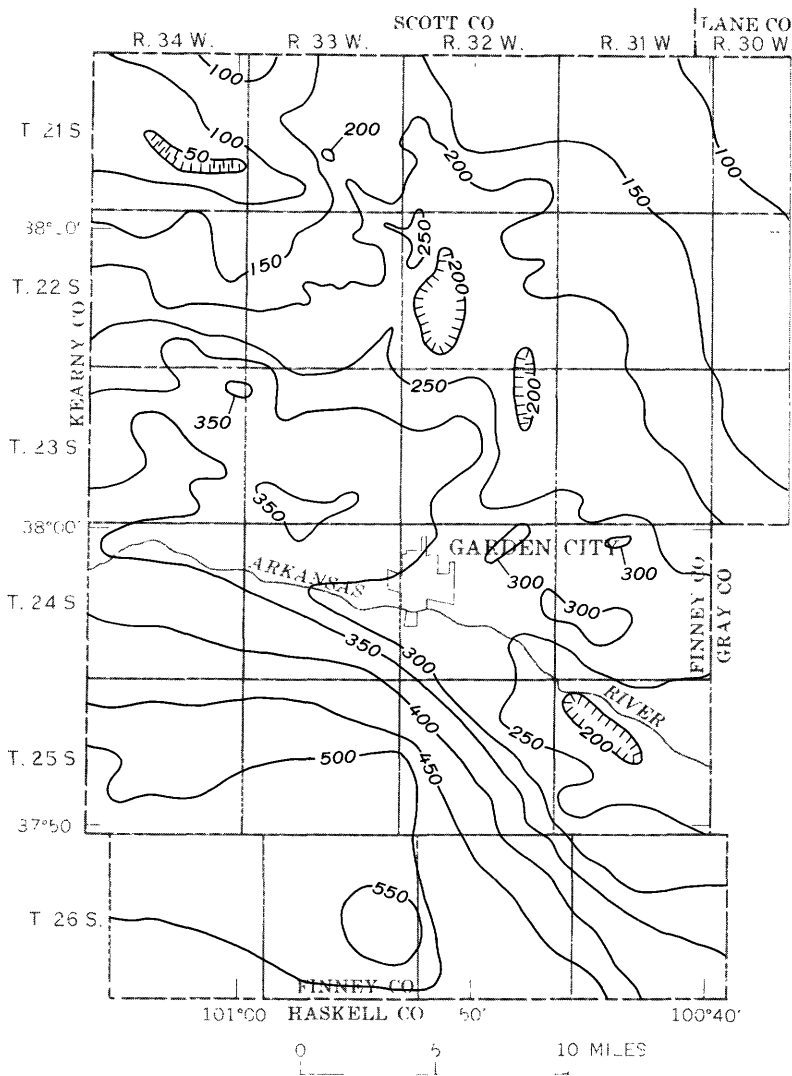 SCOTT CO
LANE CO
R. 34 W.
R 33 W.
R. 32 W.
R. 31 W
R. 30 W
100
T 21 S
100
50
200
200
150
100
38° 0'
250
150
200
T. 22 S
KEARNY CO
250
200
350
T. 23 S
350
38°00'
GARDEN CITY
ARKANSAS
300
300
300
FINNEY CO
GRAY CO
T. 24 S
350
300
RIVER
400
250
200
T. 25 S
500
450
37°50
550
T 26 S.
FINNEY CO
HASKELL CO
101°00
50'
100°40'
0 5 10 MILES